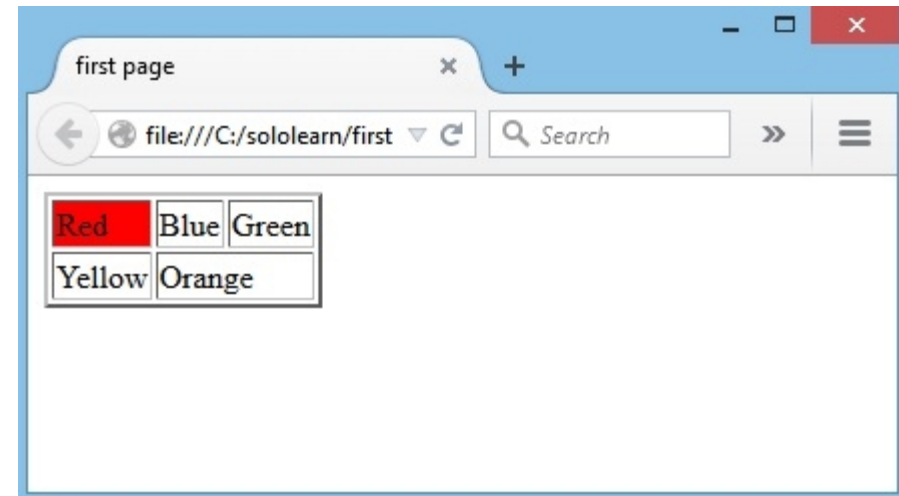 first page
file:///C:/sololearn/first
Search
Red Blue Green
Yellow Orange